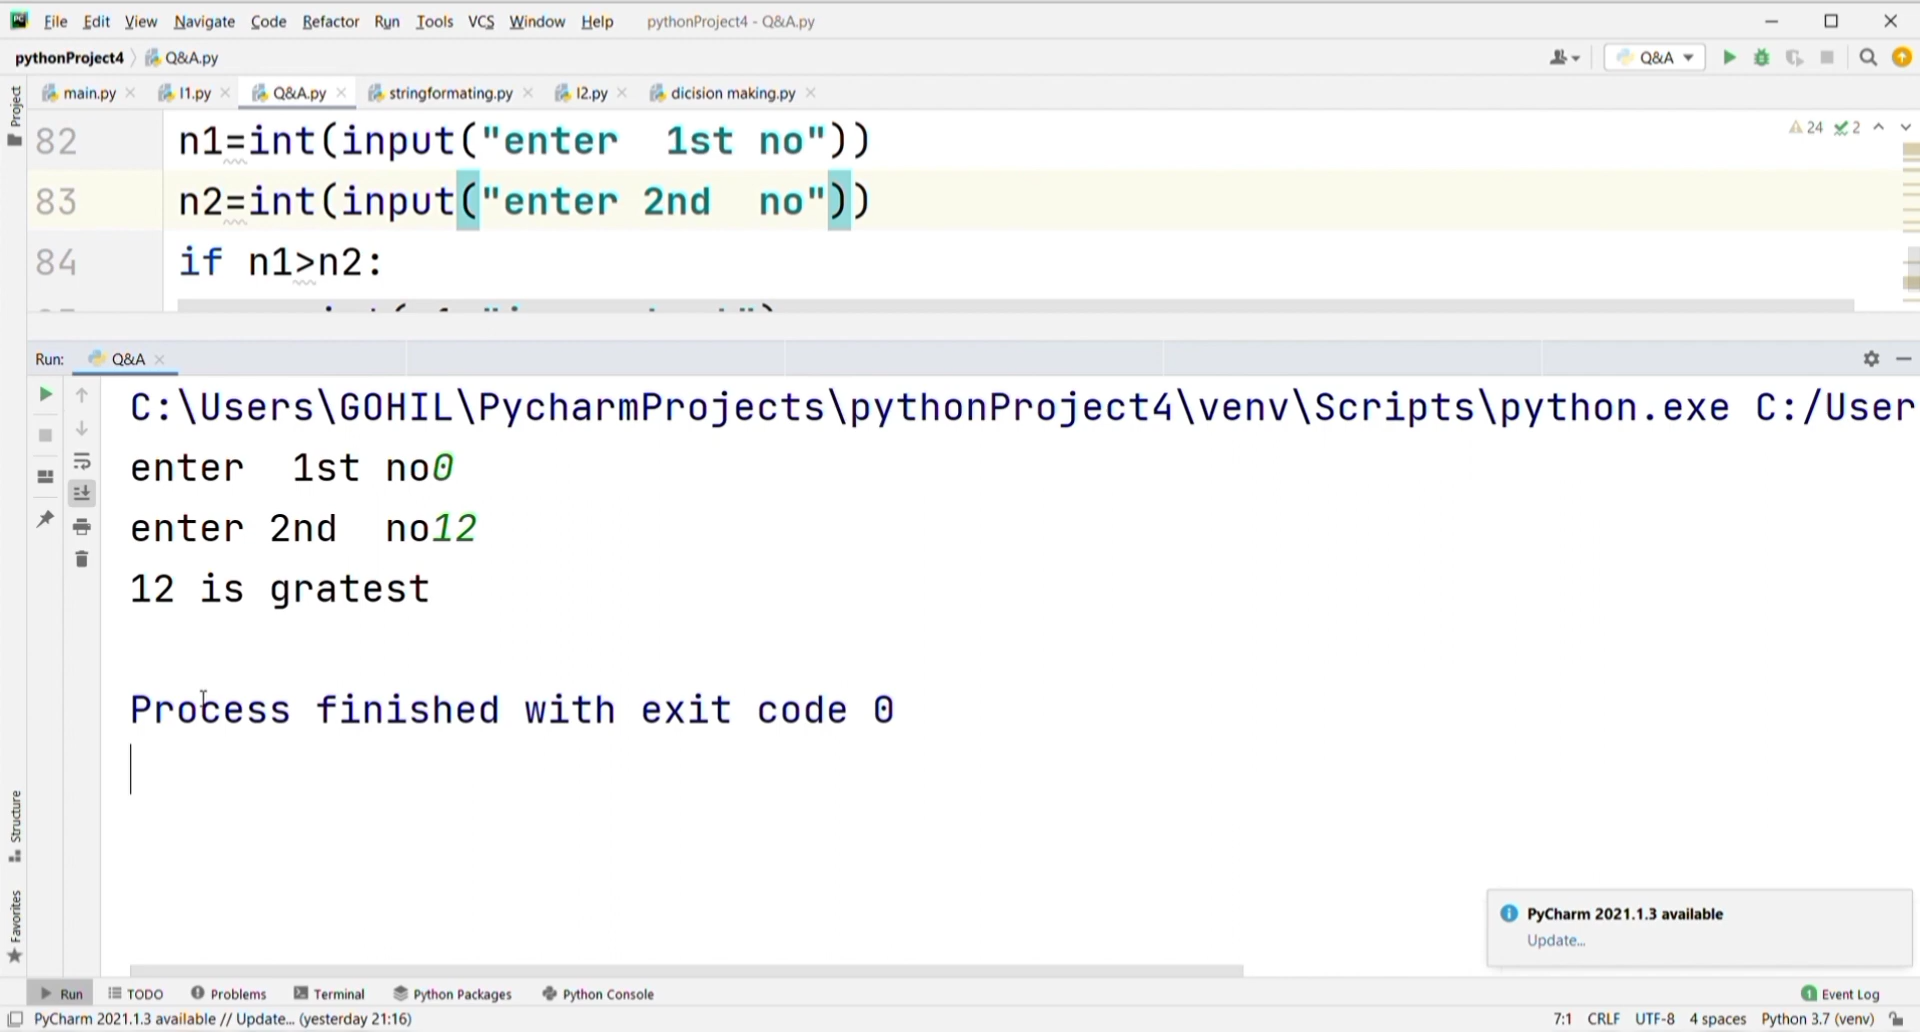 File Edit View Navigate Code Refactor Run Tools VCS Window Help pythonProject4 - Q&A.py
pythonProject4 Q&A.py Q&A
Project
main.py l1.py Q&A.py stringformating.py l2.py dicision making.py
82 n1=int(input("enter  1st no"))
24 2
83 n2=int(input("enter 2nd  no"))
84 if n1>n2:
Run: Q&A
C:\Users\GOHIL\PycharmProjects\pythonProject4\venv\Scripts\python.exe C:/User
enter  1st no0
enter 2nd  no12
12 is gratest
Process finished with exit code 0
Structure
Favorites
PyCharm 2021.1.3 available
Update...
Run TODO Problems Terminal Python Packages Python Console 1 Event Log
PyCharm 2021.1.3 available // Update... (yesterday 21:16) 7:1 CRLF UTF-8 4 spaces Python 3.7 (venv)